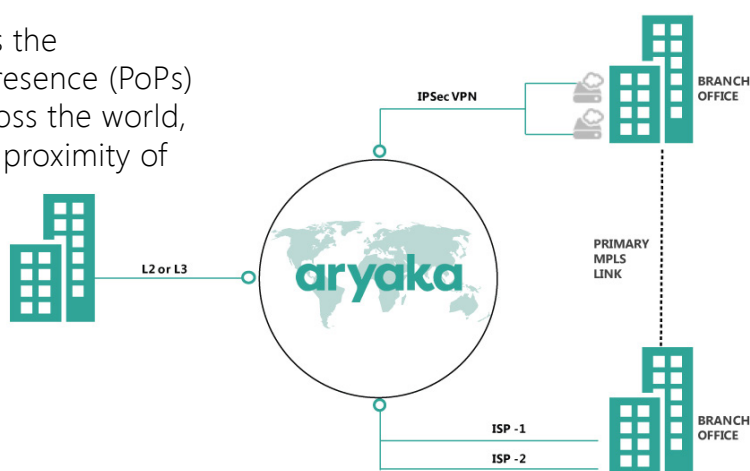 s the
resence (PoPs)
oss the world,
proximity of
IPSec VPN
BRANCH
OFFICE
L2 or L3
aryaka
PRIMARY
MPLS
LINK
ISP -1
ISP -2
BRANCH
OFFICE